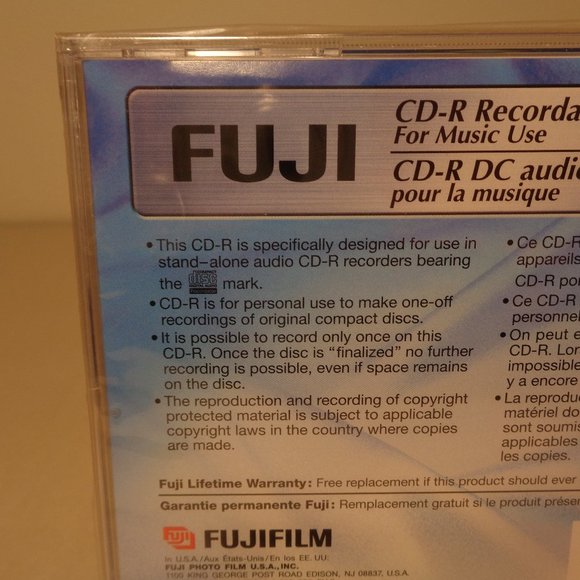 FUJI
CD-R Recorda
For Music Use
CD-R DC audio
pour la musique
• This CD-R is specifically designed for use in
stand-alone audio CD-R recorders bearing
the COMPACT disc DIGITAL AUDIO mark.
• CD-R is for personal use to make one-off
recordings of original compact discs.
• It is possible to record only once on this
CD-R. Once the disc is "finalized" no further
recording is possible, even if space remains
on the disc.
• The reproduction and recording of copyright
protected material is subject to applicable
copyright laws in the country where copies
are made.
• Ce CD-R
appareils
CD-R po
• Ce CD-R
personnel
• On peut e
CD-R. Lor
impossible
y a encore
• La reprodu
matériel do
sont soumis
applicables
les copies.
Fuji Lifetime Warranty: Free replacement if this product should ever
Garantie permanente Fuji: Remplacement gratuit si le produit présen
FUJI FUJIFILM
In U.S.A./Aux États-Unis/En los EE. UU:
FUJI PHOTO FILM U.S.A., INC.
1100 KING GEORGE POST ROAD EDISON, NJ 08837, U.S.A.